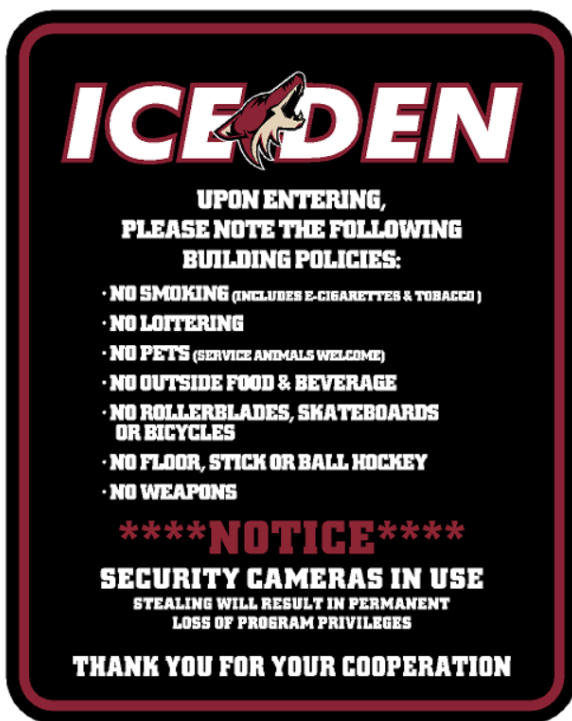 ICE DEN
UPON ENTERING,
PLEASE NOTE THE FOLLOWING
BUILDING POLICIES:
· NO SMOKING (INCLUDES E-CIGARETTES & TOBACCO )
· NO LOITERING
· NO PETS (SERVICE ANIMALS WELCOME)
· NO OUTSIDE FOOD & BEVERAGE
· NO ROLLERBLADES, SKATEBOARDS
OR BICYCLES
· NO FLOOR, STICK OR BALL HOCKEY
· NO WEAPONS
****NOTICE****
SECURITY CAMERAS IN USE
STEALING WILL RESULT IN PERMANENT
LOSS OF PROGRAM PRIVILEGES
THANK YOU FOR YOUR COOPERATION